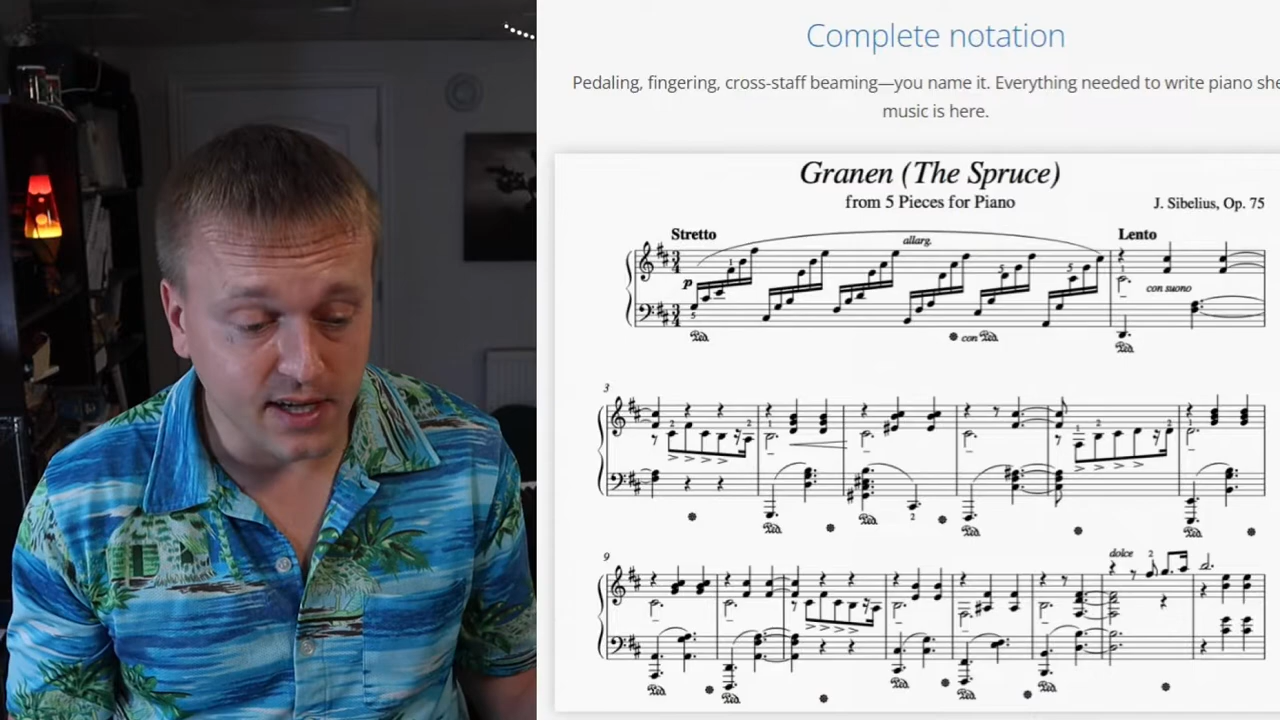 Complete notation
Pedaling, fingering, cross-staff beaming—you name it. Everything needed to write piano she
music is here.
Granen (The Spruce)
from 5 Pieces for Piano
J. Sibelius, Op. 75
Stretto
allarg.
Lento
p
con suono
con
3
9
dolce